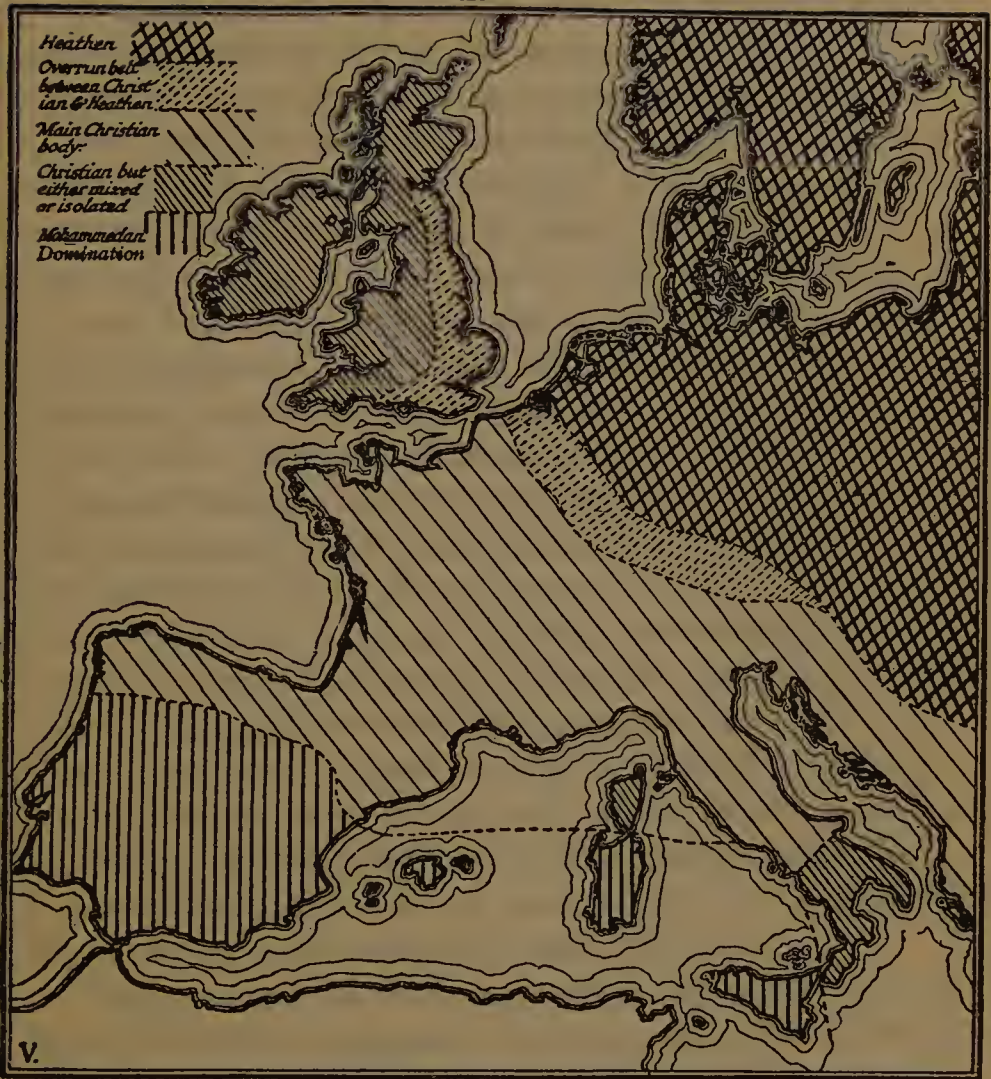 Heathen
Overrun belt
between Christ
ian & Heathen
Main Christian
body.
Christian but
either mixed
or isolated
Mohammedan
Domination
V.